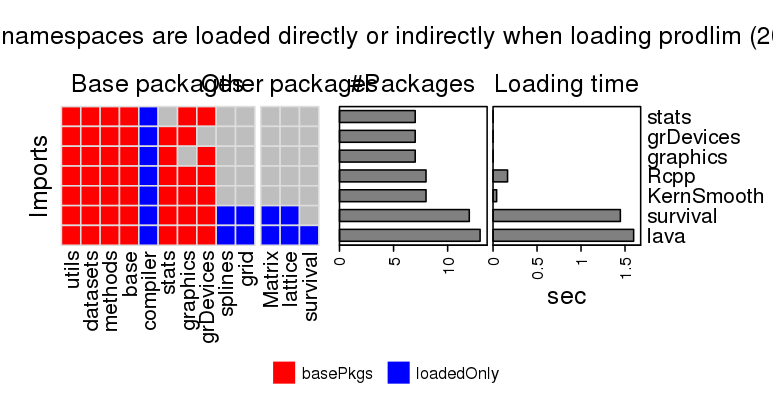 namespaces are loaded directly or indirectly when loading prodlim (20
Base packages
Other packages
#Packages
Loading time
Imports
stats
grDevices
graphics
Rcpp
KernSmooth
survival
lava
utils
datasets
methods
base
compiler
stats
graphics
grDevices
splines
grid
Matrix
lattice
survival
0
5
10
0
0.5
1
1.5
sec
basePkgs
loadedOnly